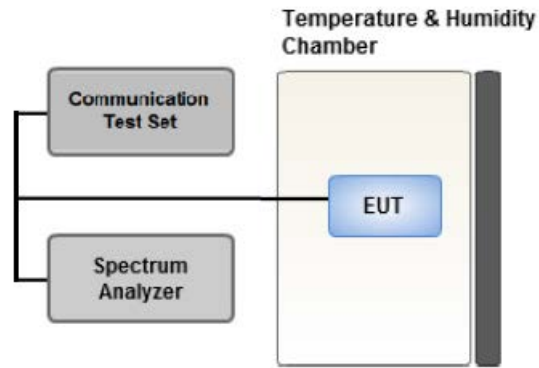 Temperature & Humidity
Chamber
Communication
Test Set
EUT
Spectrum
Analyzer